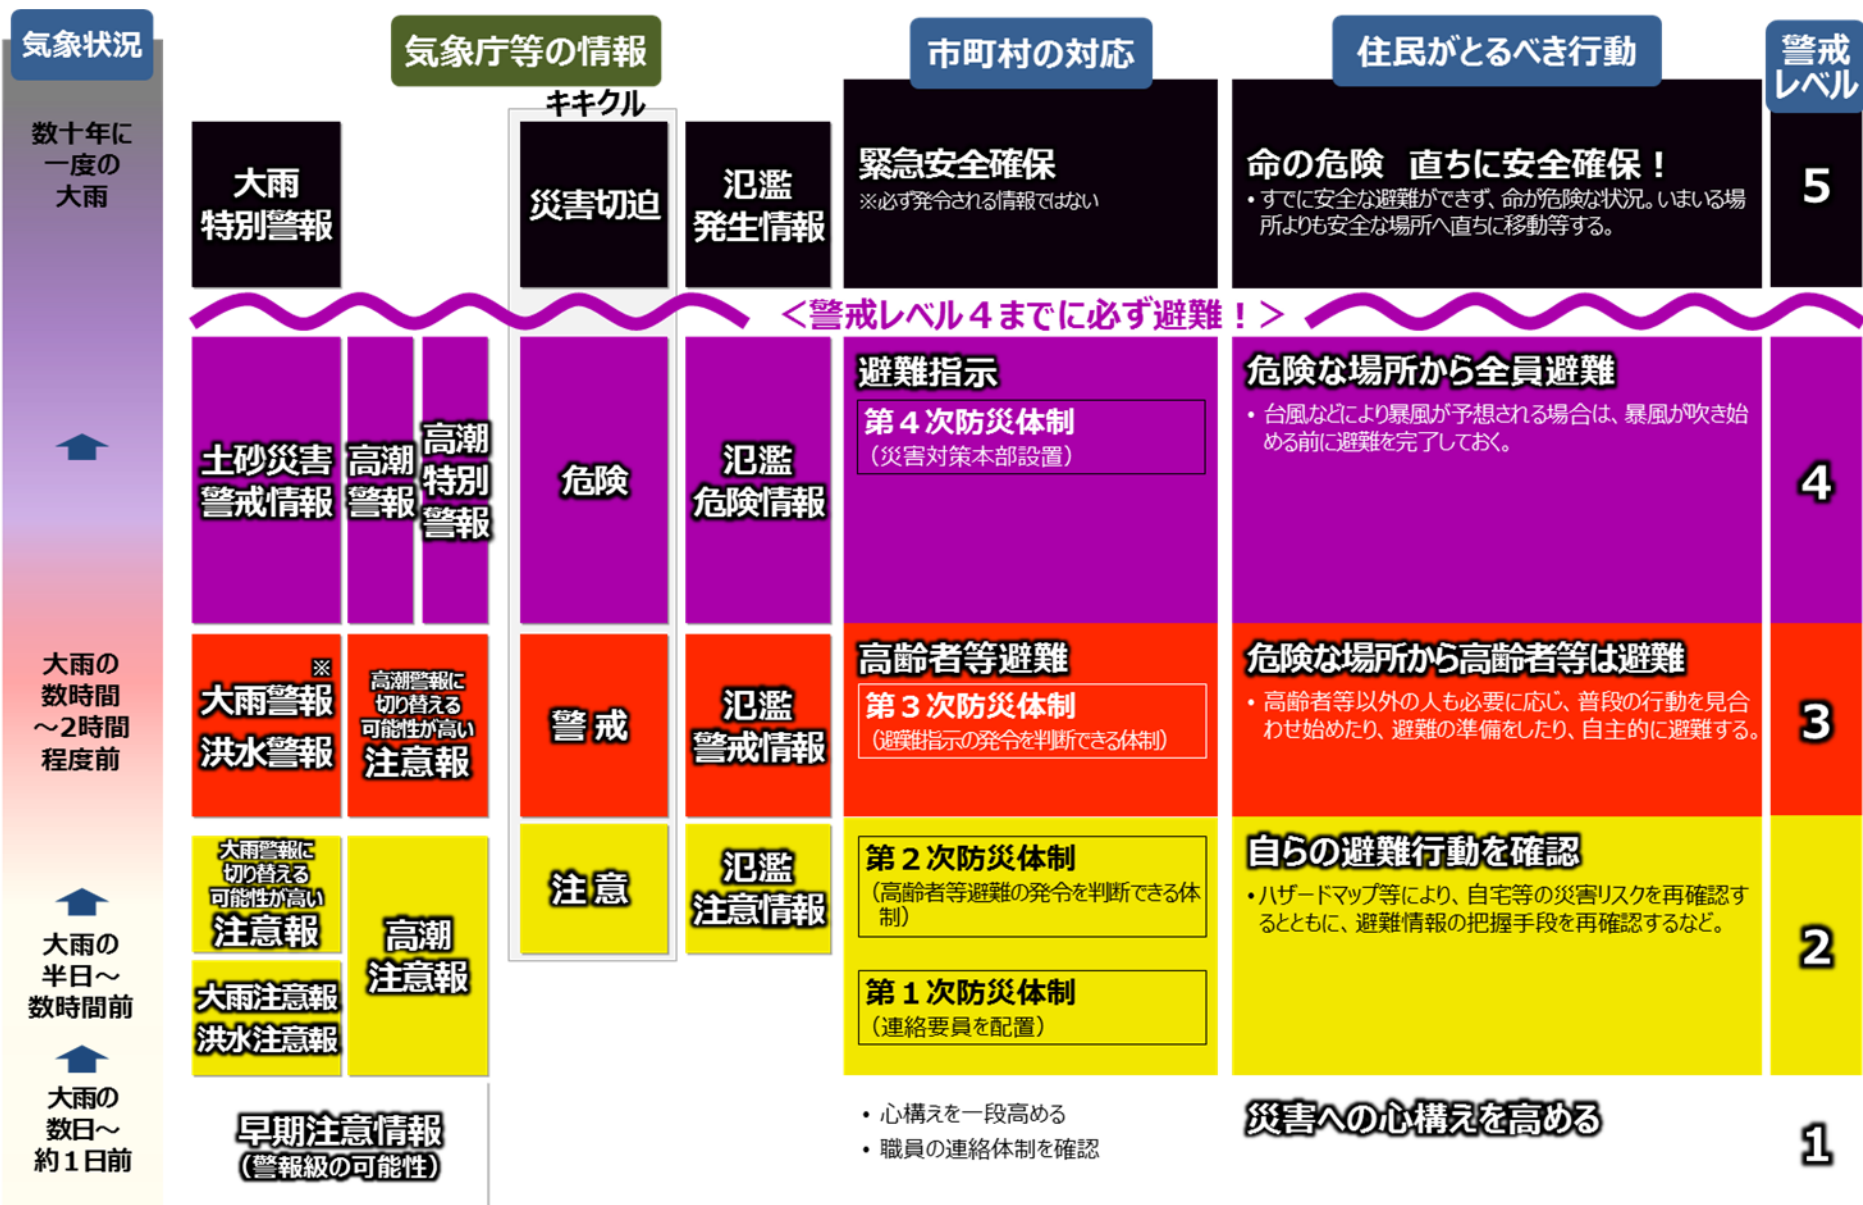 気象状況
気象庁等の情報
市町村の対応
住民がとるべき行動
警戒
レベル
キキクル
数十年に
一度の
大雨
大雨
特別警報
災害切迫
氾濫
発生情報
緊急安全確保
※必ず発令される情報ではない
命の危険 直ちに安全確保！
・すでに安全な避難ができず、命が危険な状況。いまいる場
所よりも安全な場所へ直ちに移動等する。
5
＜警戒レベル４までに必ず避難！＞
土砂災害
警戒情報
高潮
警報
高潮
特別
警報
危険
氾濫
危険情報
避難指示
第４次防災体制
（災害対策本部設置）
危険な場所から全員避難
・台風などにより暴風が予想される場合は、暴風が吹き始
める前に避難を完了しておく。
4
大雨の
数時間
～2時間
程度前
※
大雨警報
洪水警報
高潮警報に
切り替える
可能性が高い
注意報
警戒
氾濫
警戒情報
高齢者等避難
第３次防災体制
（避難指示の発令を判断できる体制）
危険な場所から高齢者等は避難
・高齢者等以外の人も必要に応じ、普段の行動を見合
わせ始めたり、避難の準備をしたり、自主的に避難する。
3
大雨の
半日～
数時間前
大雨警報に
切り替える
可能性が高い
注意報
大雨注意報
洪水注意報
高潮
注意報
注意
氾濫
注意情報
第２次防災体制
（高齢者等避難の発令を判断できる体
制）
第１次防災体制
（連絡要員を配置）
自らの避難行動を確認
・ハザードマップ等により、自宅等の災害リスクを再確認す
るとともに、避難情報の把握手段を再確認するなど。
2
大雨の
数日～
約１日前
早期注意情報
（警報級の可能性）
・心構えを一段高める
・職員の連絡体制を確認
災害への心構えを高める
1